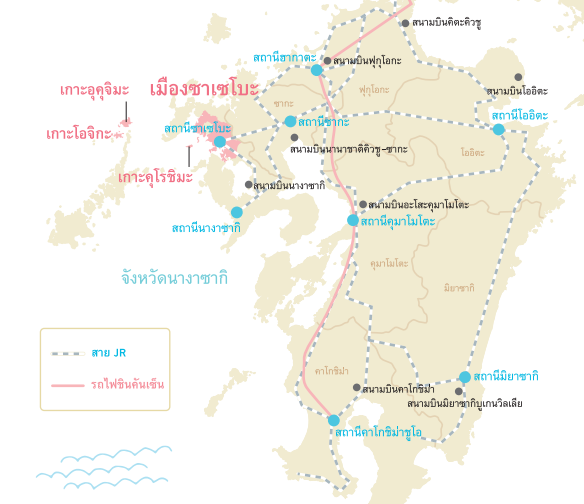 สนามบินคิตะคิวชู
สถานีฮากาตะ
สนามบินฟุกุโอกะ
เกาะอุคุจิมะ
เมืองซาเซโบะ
สนามบินโออิตะ
ซากะ
ฟุกุโอกะ
เกาะโอจิกะ
สถานีซาเซโบะ
สถานีซากะ
สถานีโออิตะ
สนามบินนานาชาติคิวชู-ซากะ
โออิตะ
เกาะคุโรชิมะ
สนามบินนางาซากิ
สนามบินอะโสะคุมาโมโตะ
สถานีนางาซากิ
สถานีคุมาโมโตะ
จังหวัดนางาซากิ
คุมาโมโตะ
มิยาซากิ
สาย JR
รถไฟชินคันเซ็น
คาโกชิม่า
สถานีมิยาซากิ
สนามบินคาโกชิม่า
สนามบินมิยาซากิบูเกนวิลเลีย
สถานีคาโกชิม่าชูโอ